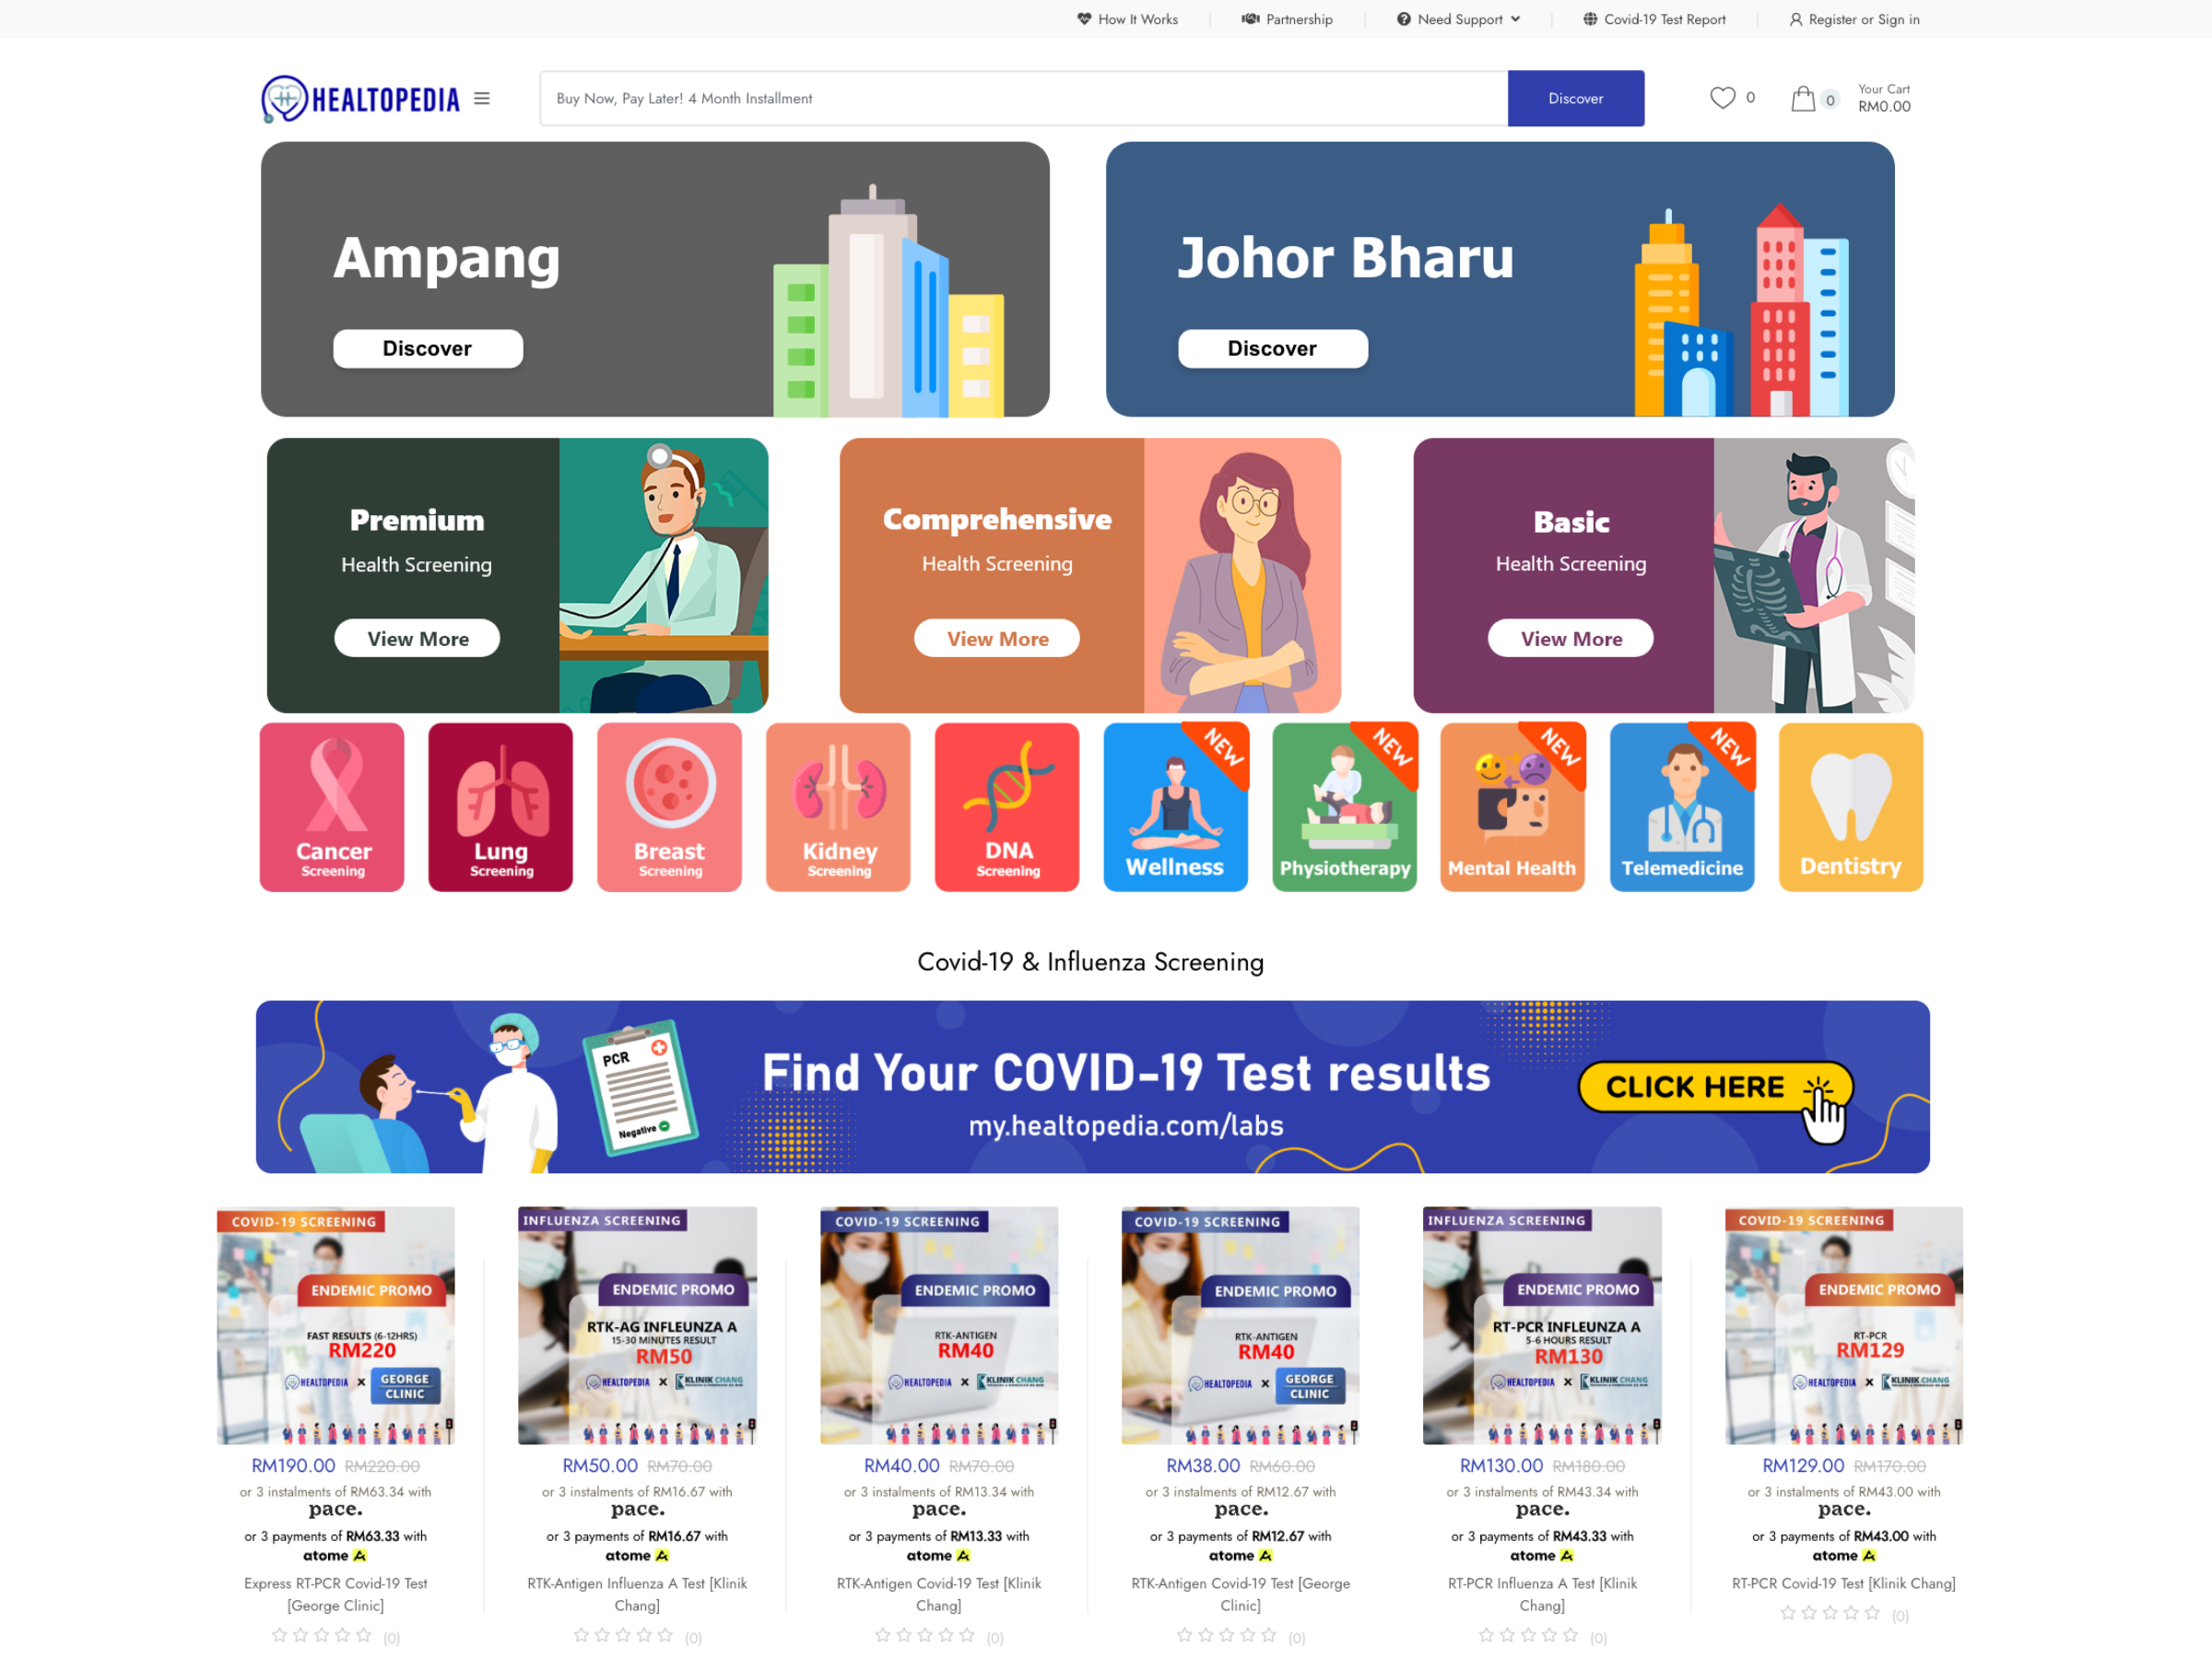 How It Works
Partnership
Need Support
Covid-19 Test Report
Register or Sign in
HEALTOPEDIA
Buy Now, Pay Later! 4 Month Installment
Discover
0
0
Your Cart
RM0.00
Ampang
Discover
Johor Bharu
Discover
Premium
Health Screening
View More
Comprehensive
Health Screening
View More
Basic
Health Screening
View More
Cancer
Screening
Lung
Screening
Breast
Screening
Kidney
Screening
DNA
Screening
NEW
Wellness
NEW
Physiotherapy
NEW
Mental Health
NEW
Telemedicine
Dentistry
Covid-19 & Influenza Screening
PCR
Negative
Find Your COVID-19 Test results
my.healtopedia.com/labs
CLICK HERE
COVID-19 SCREENING
ENDEMIC PROMO
FAST RESULTS (6-12HRS)
RM220
HEALTOPEDIA X GEORGE CLINIC
RM190.00 RM220.00
or 3 instalments of RM63.34 with
pace.
or 3 payments of RM63.33 with
atome
Express RT-PCR Covid-19 Test
[George Clinic]
(0)
INFLUENZA SCREENING
ENDEMIC PROMO
RTK-AG INFLEUNZA A
15-30 MINUTES RESULT
RM50
HEALTOPEDIA X KLINIK CHANG
RM50.00 RM70.00
or 3 instalments of RM16.67 with
pace.
or 3 payments of RM16.67 with
atome
RTK-Antigen Influenza A Test [Klinik
Chang]
(0)
COVID-19 SCREENING
ENDEMIC PROMO
RTK-ANTIGEN
RM40
HEALTOPEDIA X KLINIK CHANG
RM40.00 RM70.00
or 3 instalments of RM13.34 with
pace.
or 3 payments of RM13.33 with
atome
RTK-Antigen Covid-19 Test [Klinik
Chang]
(0)
COVID-19 SCREENING
ENDEMIC PROMO
RTK-ANTIGEN
RM40
HEALTOPEDIA X GEORGE CLINIC
RM38.00 RM60.00
or 3 instalments of RM12.67 with
pace.
or 3 payments of RM12.67 with
atome
RTK-Antigen Covid-19 Test [George
Clinic]
(0)
INFLUENZA SCREENING
ENDEMIC PROMO
RT-PCR INFLEUNZA A
5-6 HOURS RESULT
RM130
HEALTOPEDIA X KLINIK CHANG
RM130.00 RM180.00
or 3 instalments of RM43.34 with
pace.
or 3 payments of RM43.33 with
atome
RT-PCR Influenza A Test [Klinik
Chang]
(0)
COVID-19 SCREENING
ENDEMIC PROMO
RT-PCR
RM129
HEALTOPEDIA X KLINIK CHANG
RM129.00 RM170.00
or 3 instalments of RM43.00 with
pace.
or 3 payments of RM43.00 with
atome
RT-PCR Covid-19 Test [Klinik Chang]
(0)